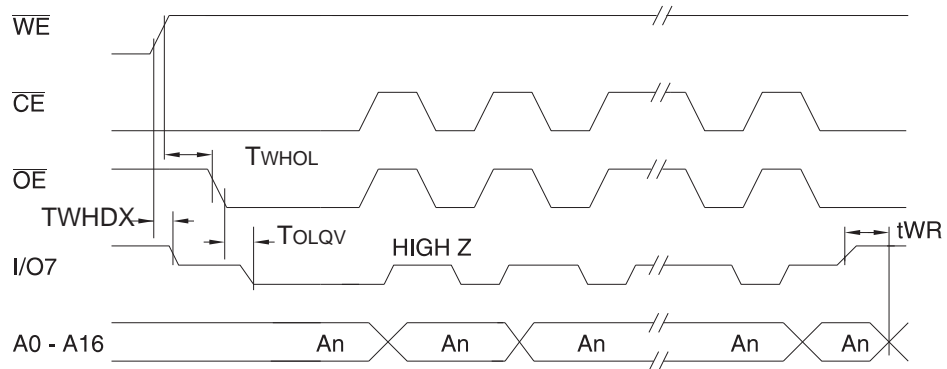 WE
CE
TWHOL
OE
TWHDX
TOLQV
tWR
I/O7
HIGH Z
A0 - A16
An
An
An
An
An